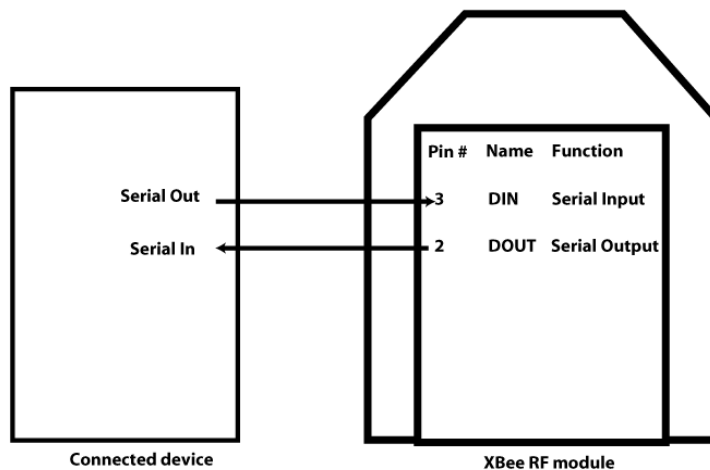 Pin # Name Function
Serial Out 3 DIN Serial Input
Serial In 2 DOUT Serial Output
Connected device XBee RF module